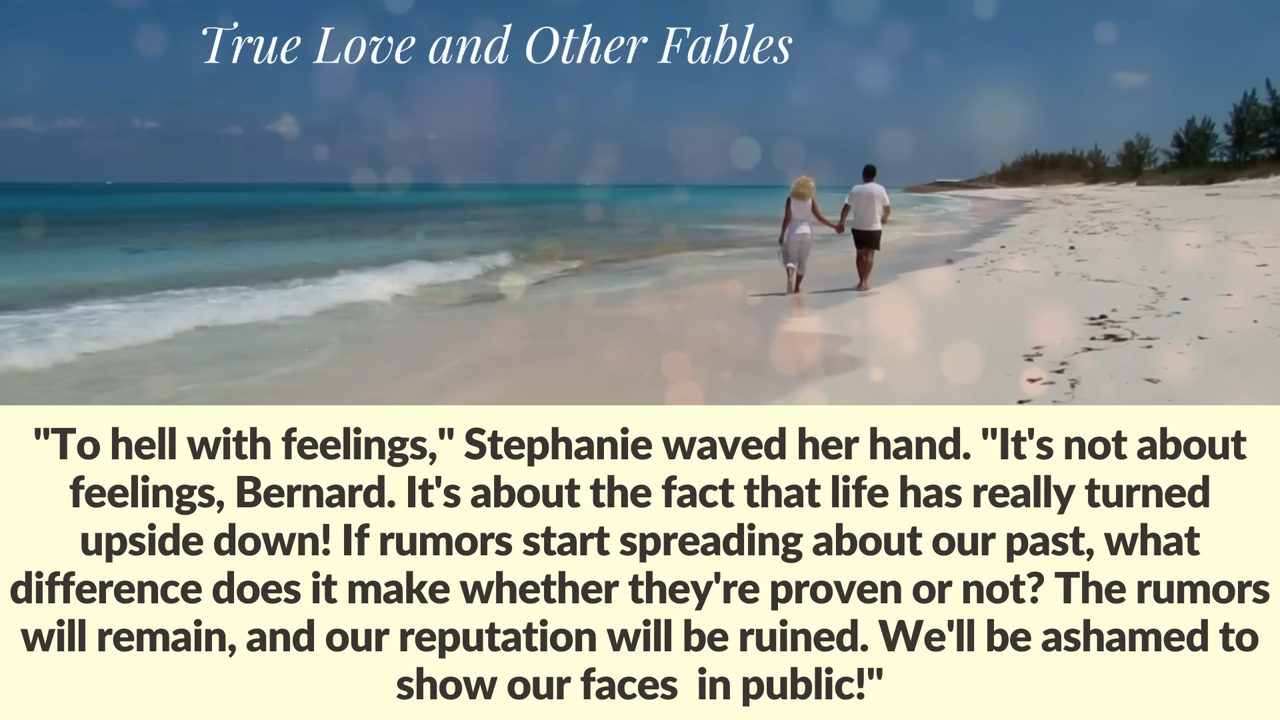 True Love and Other Fables
"To hell with feelings," Stephanie waved her hand. "It's not about
feelings, Bernard. It's about the fact that life has really turned
upside down! If rumors start spreading about our past, what
difference does it make whether they're proven or not? The rumors
will remain, and our reputation will be ruined. We'll be ashamed to
show our faces  in public!"